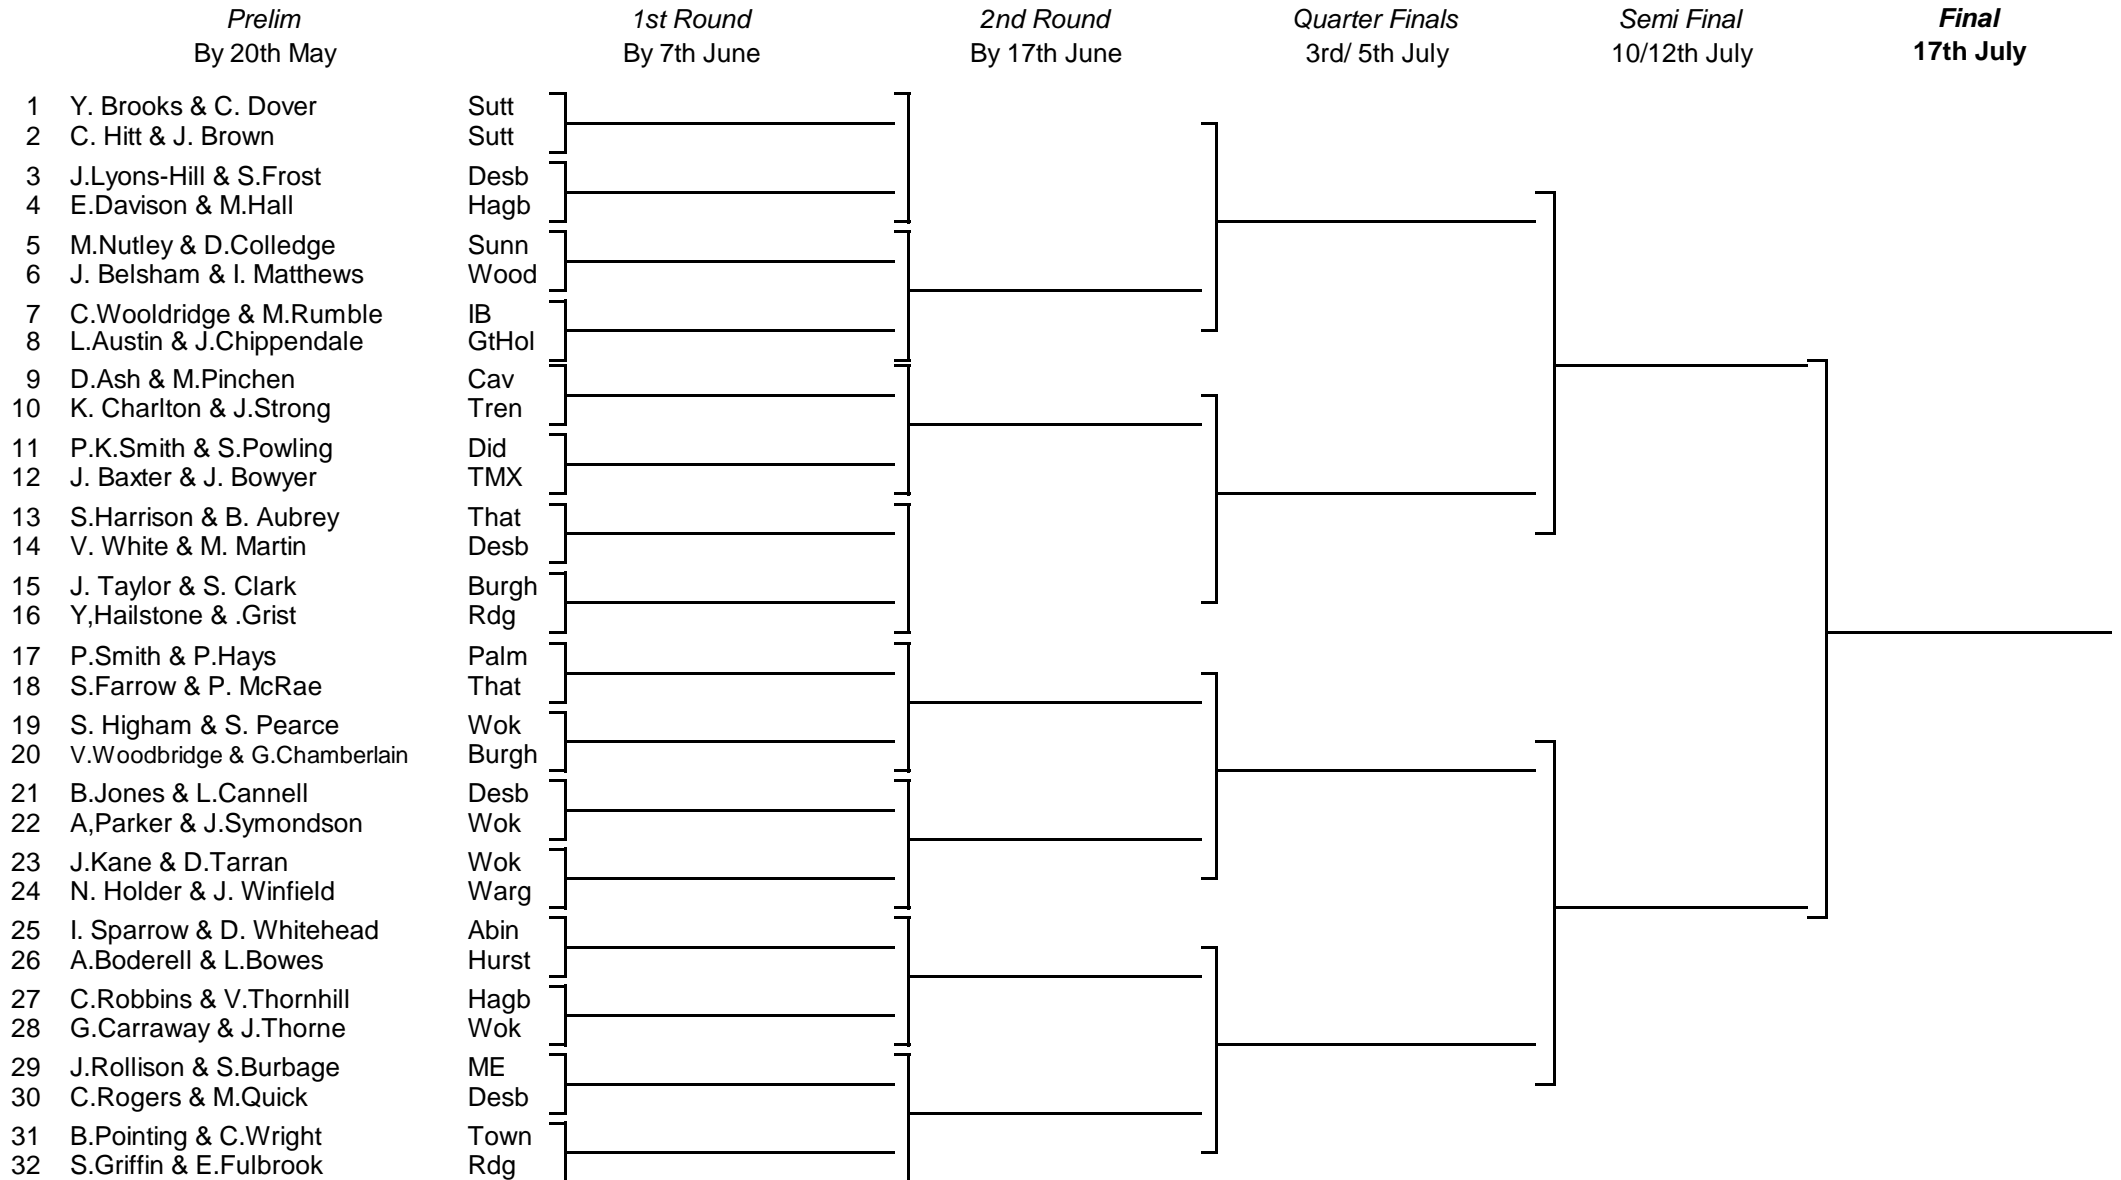 Prelim 1st Round 2nd Round Quarter Finals Semi Final Final
By 20th May By 7th June By 17th June 3rd/ 5th July 10/12th July 17th July
1 Y. Brooks & C. Dover Sutt
2 C. Hitt & J. Brown Sutt
3 J.Lyons-Hill & S.Frost Desb
4 E.Davison & M.Hall Hagb
5 M.Nutley & D.Colledge Sunn
6 J. Belsham & I. Matthews Wood
7 C.Wooldridge & M.Rumble IB
8 L.Austin & J.Chippendale GtHol
9 D.Ash & M.Pinchen Cav
10 K. Charlton & J.Strong Tren
11 P.K.Smith & S.Powling Did
12 J. Baxter & J. Bowyer TMX
13 S.Harrison & B. Aubrey That
14 V. White & M. Martin Desb
15 J. Taylor & S. Clark Burgh
16 Y,Hailstone & .Grist Rdg
17 P.Smith & P.Hays Palm
18 S.Farrow & P. McRae That
19 S. Higham & S. Pearce Wok
20 V.Woodbridge & G.Chamberlain Burgh
21 B.Jones & L.Cannell Desb
22 A,Parker & J.Symondson Wok
23 J.Kane & D.Tarran Wok
24 N. Holder & J. Winfield Warg
25 I. Sparrow & D. Whitehead Abin
26 A.Boderell & L.Bowes Hurst
27 C.Robbins & V.Thornhill Hagb
28 G.Carraway & J.Thorne Wok
29 J.Rollison & S.Burbage ME
30 C.Rogers & M.Quick Desb
31 B.Pointing & C.Wright Town
32 S.Griffin & E.Fulbrook Rdg